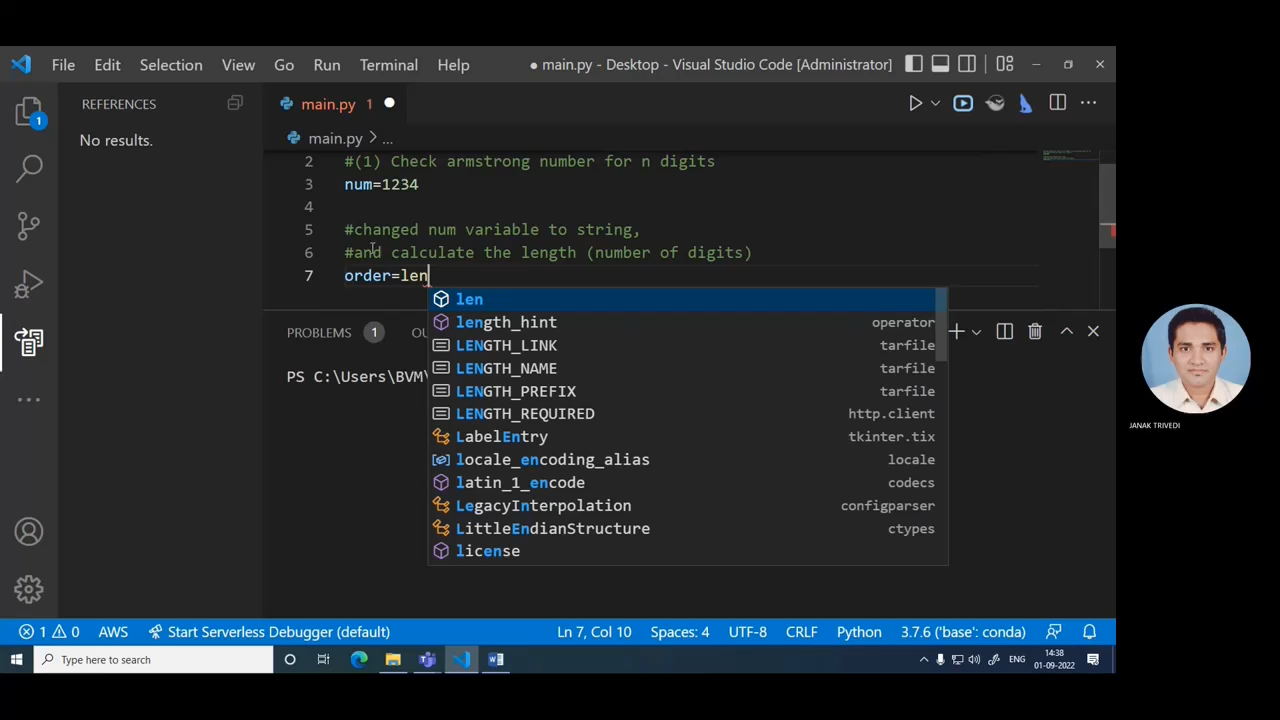 File Edit Selection View Go Run Terminal Help ● main.py - Desktop - Visual Studio Code [Administrator]
REFERENCES
No results.
main.py 1
main.py > ...
2 #(1) Check armstrong number for n digits
3 num=1234
4
5 #changed num variable to string,
6 #and calculate the length (number of digits)
7 order=len
len
length_hint operator
LENGTH_LINK tarfile
LENGTH_NAME tarfile
LENGTH_PREFIX tarfile
LENGTH_REQUIRED http.client
LabelEntry tkinter.tix
locale_encoding_alias locale
latin_1_encode codecs
LegacyInterpolation configparser
LittleEndianStructure ctypes
license
PROBLEMS 1 OU
PS C:\Users\BVM\
1
JANAK TRIVEDI
1 0 AWS Start Serverless Debugger (default) Ln 7, Col 10 Spaces: 4 UTF-8 CRLF Python 3.7.6 ('base': conda)
Type here to search
ENG
14:38
01-09-2022